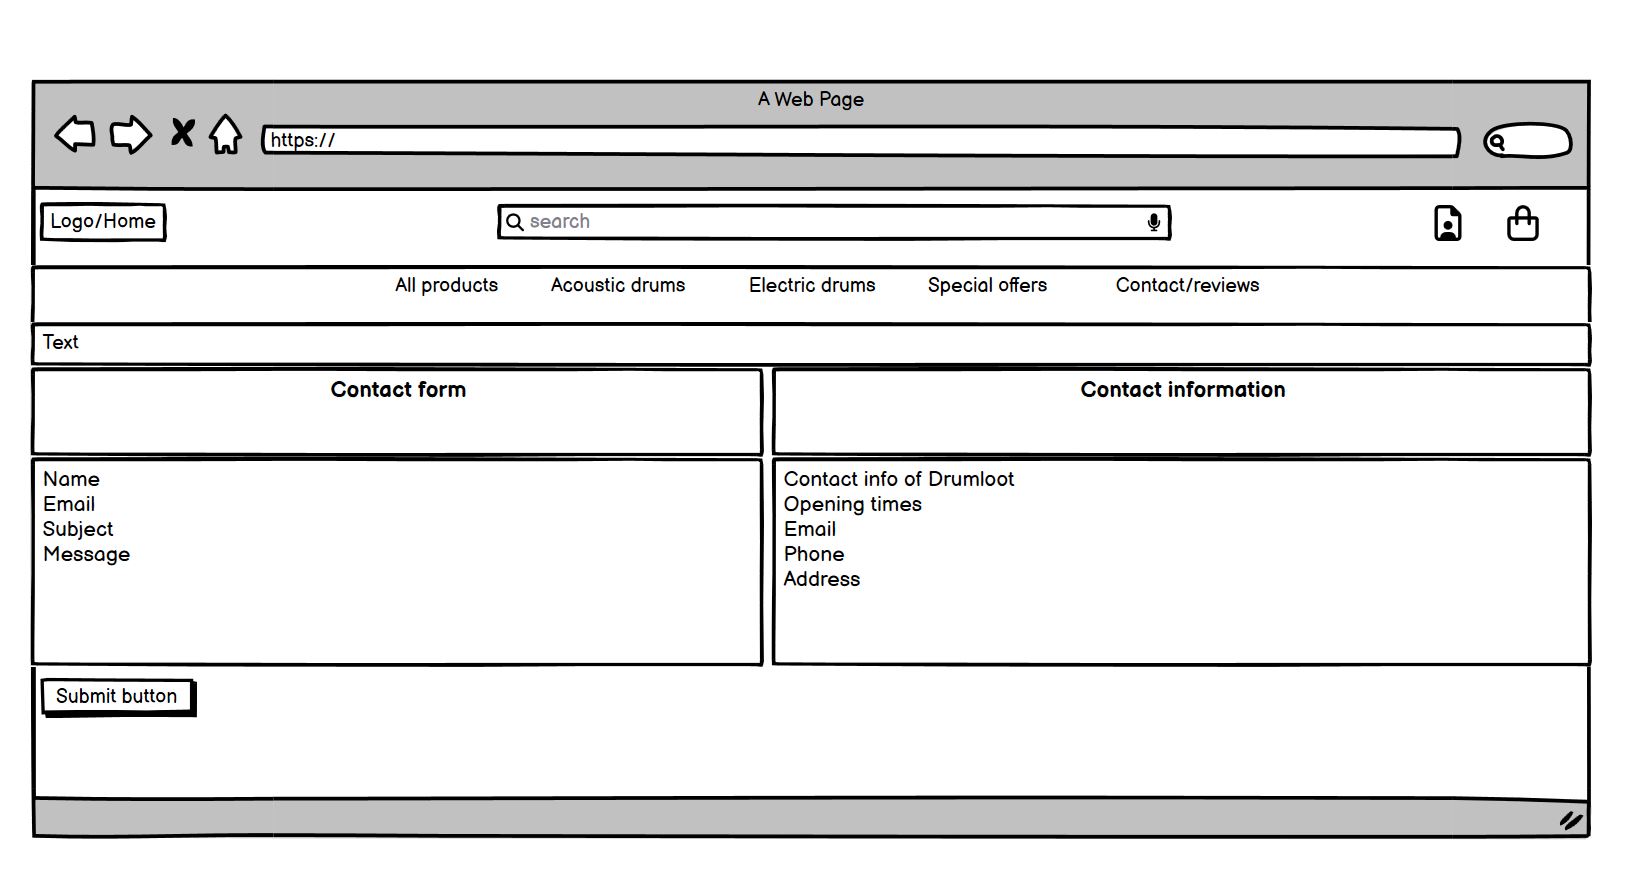 A Web Page
https://
Logo/Home
search
All products Acoustic drums Electric drums Special offers Contact/reviews
Text
Contact form
Contact information
Name
Email
Subject
Message
Contact info of Drumloot
Opening times
Email
Phone
Address
Submit button